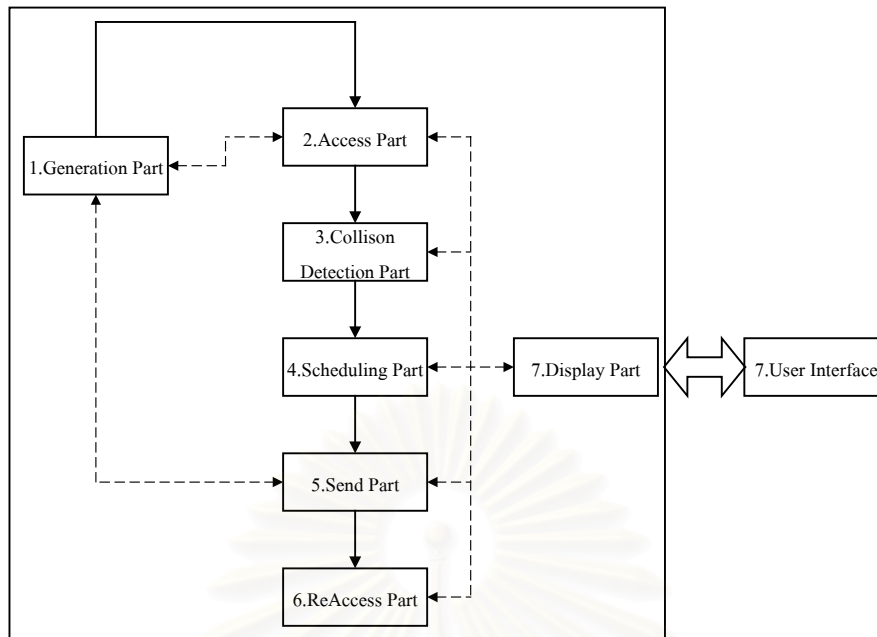 2.Access Part
1.Generation Part
3.Collison
Detection Part
4.Scheduling Part
7.Display Part
7.User Interface
5.Send Part
6.ReAccess Part